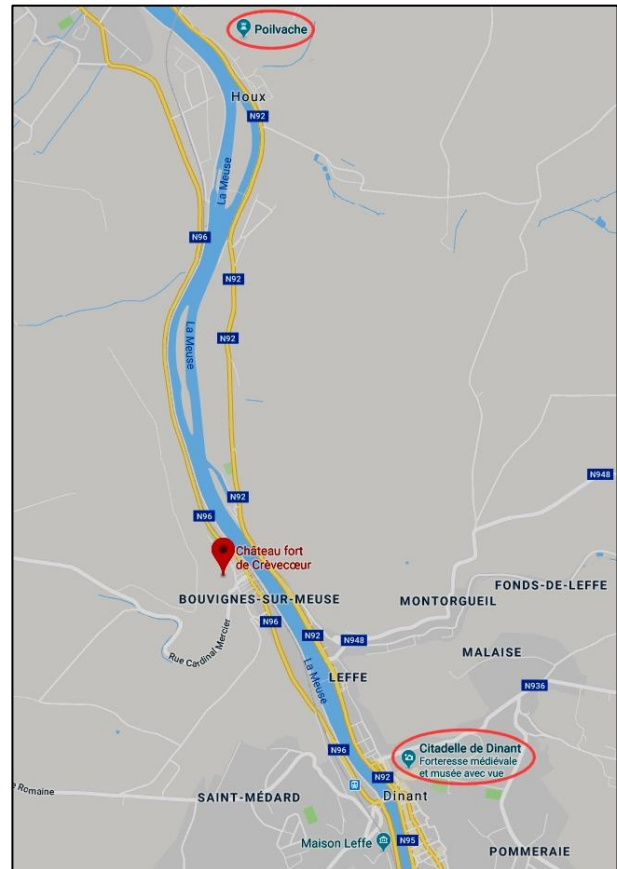 Poilvache
Houx
N92
La Meuse
N96
N92
La Meuse
N92
N948
N92
N96
Château fort
de Crèvecœur
FONDS-DE-LEFFE
BOUVIGNES-SUR-MEUSE
MONTORGUEIL
N96
Rue Cardinal Mercier
N92
N948
MALAISE
La Meuse
LEFFE
N936
N96
Citadelle de Dinant
Forteresse médiévale
et musée avec vue
N92
e Romaine
SAINT-MÉDARD
Dinant
Maison Leffe
N95
POMMERAIE